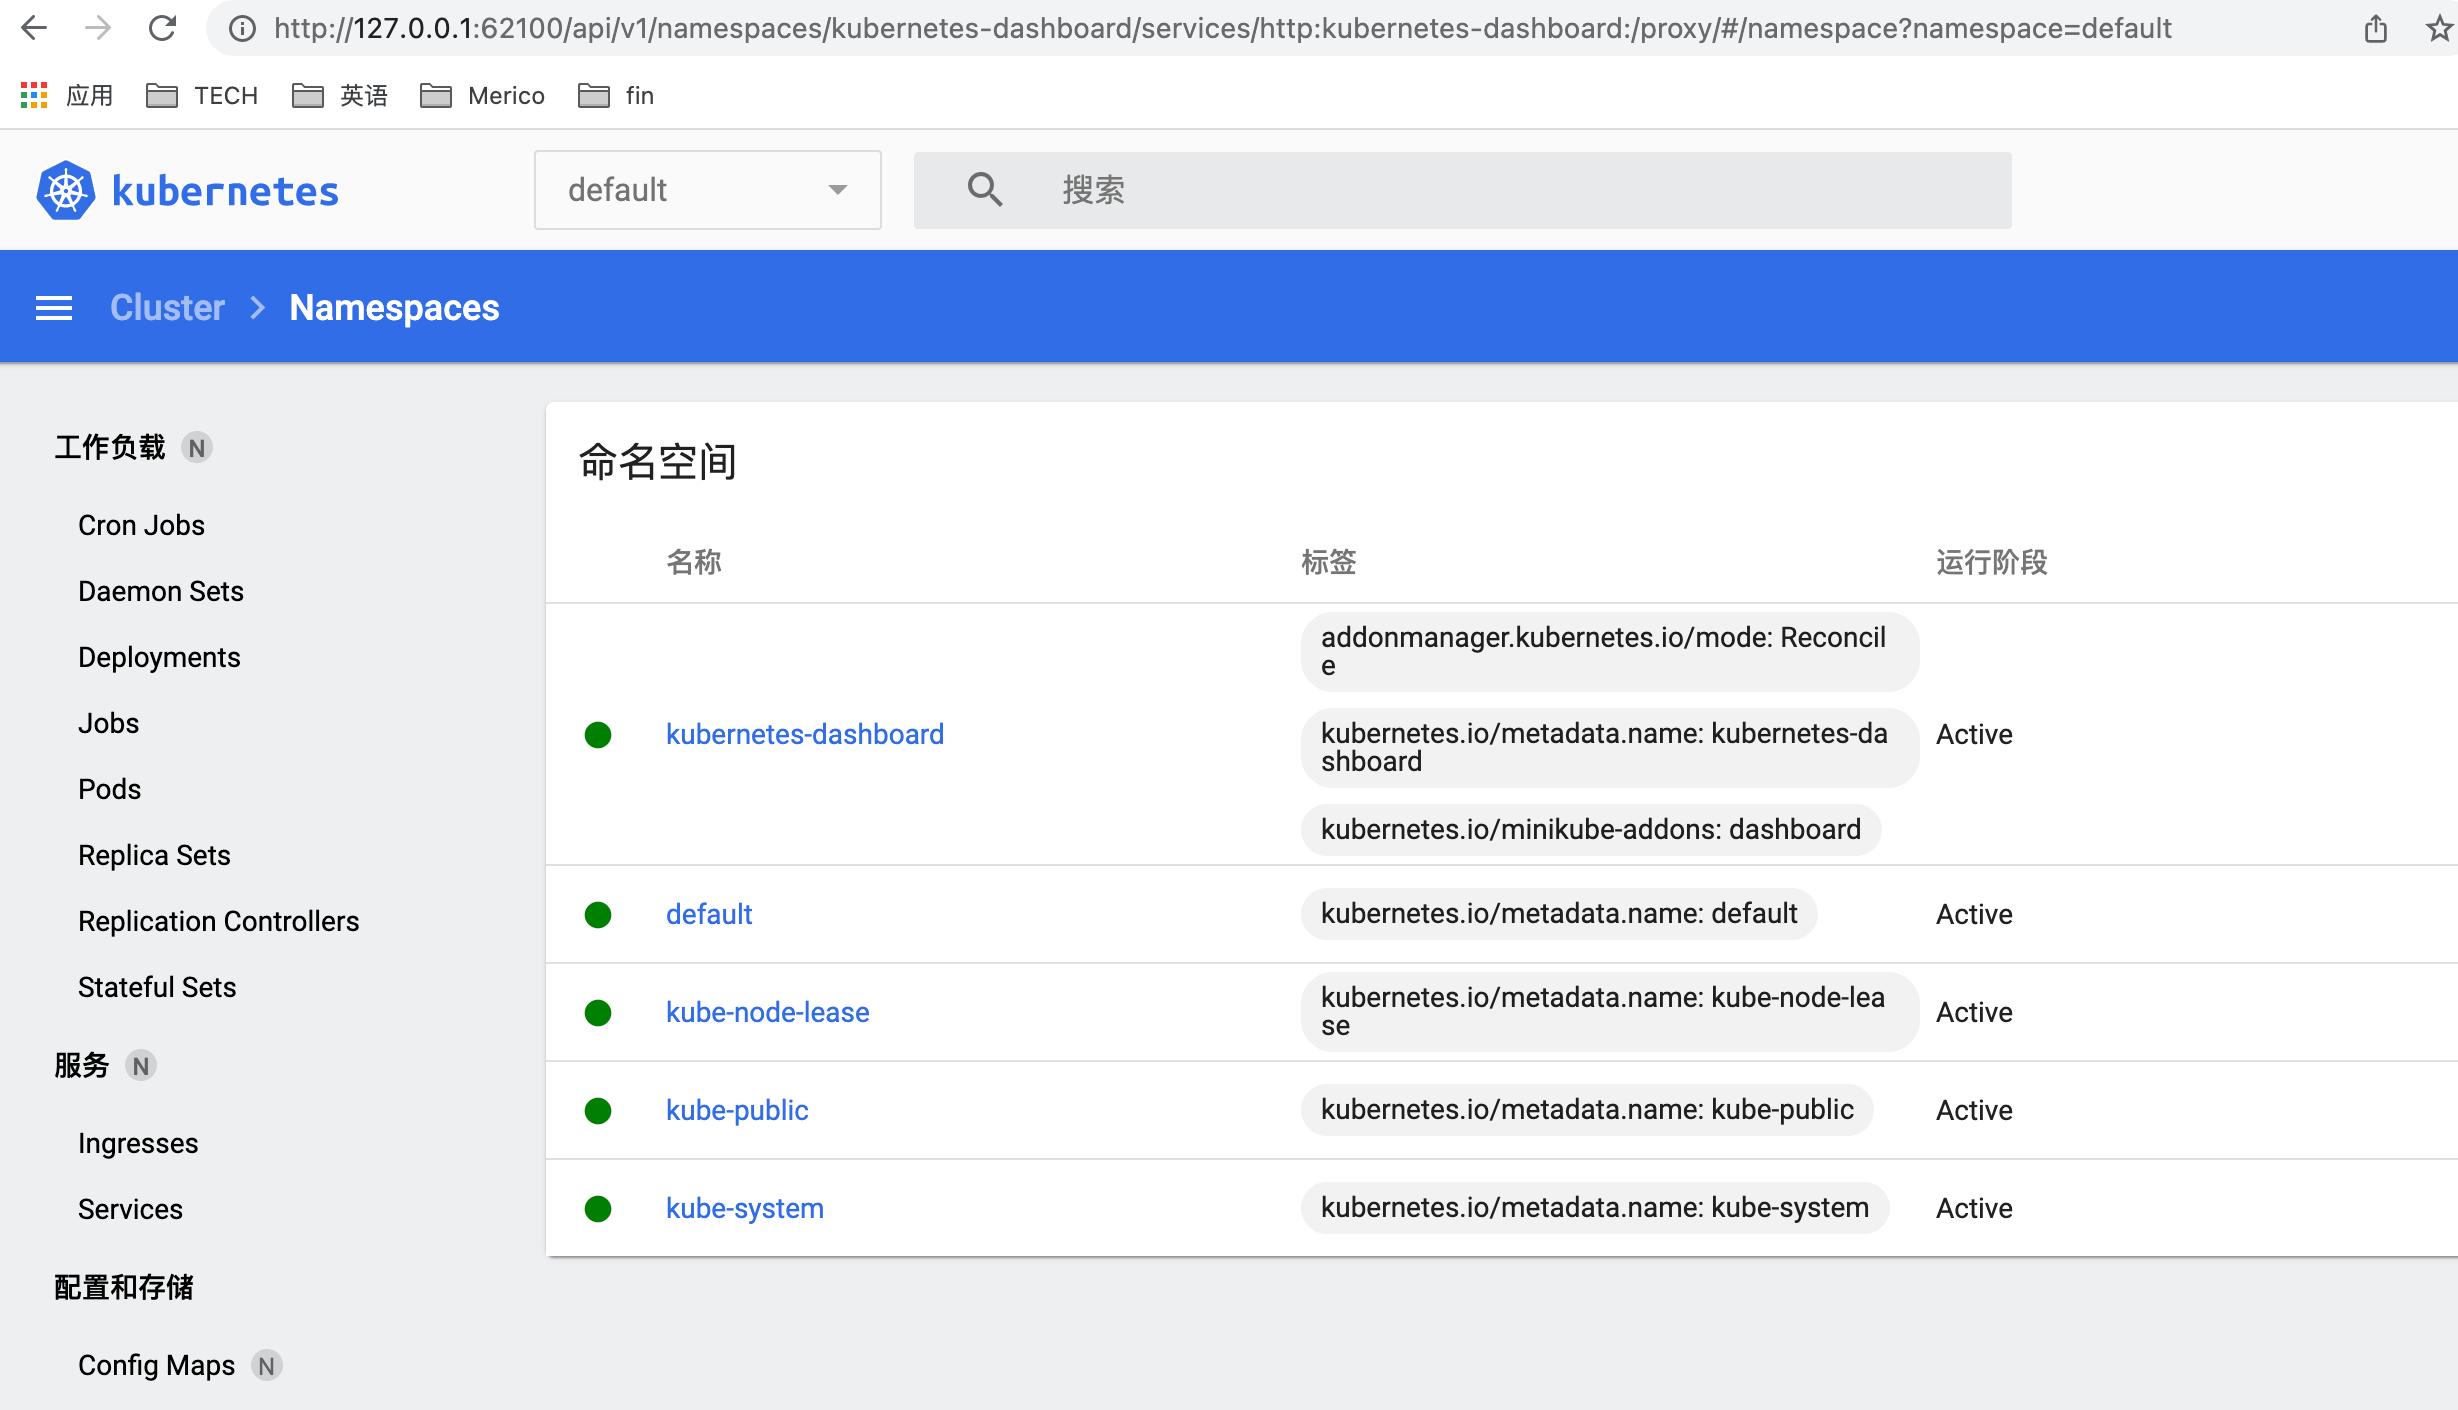 http://127.0.0.1:62100/api/v1/namespaces/kubernetes-dashboard/services/http:kubernetes-dashboard:/proxy/#/namespace?namespace=default
应用 TECH 英语 Merico fin
kubernetes default 搜索
Cluster Namespaces
工作负载 N
Cron Jobs
Daemon Sets
Deployments
Jobs
Pods
Replica Sets
Replication Controllers
Stateful Sets
服务 N
Ingresses
Services
配置和存储
Config Maps N
命名空间
名称 标签 运行阶段
addonmanager.kubernetes.io/mode: Reconcil
e
kubernetes-dashboard kubernetes.io/metadata.name: kubernetes-da Active
shboard
kubernetes.io/minikube-addons: dashboard
default kubernetes.io/metadata.name: default Active
kube-node-lease kubernetes.io/metadata.name: kube-node-lea Active
se
kube-public kubernetes.io/metadata.name: kube-public Active
kube-system kubernetes.io/metadata.name: kube-system Active